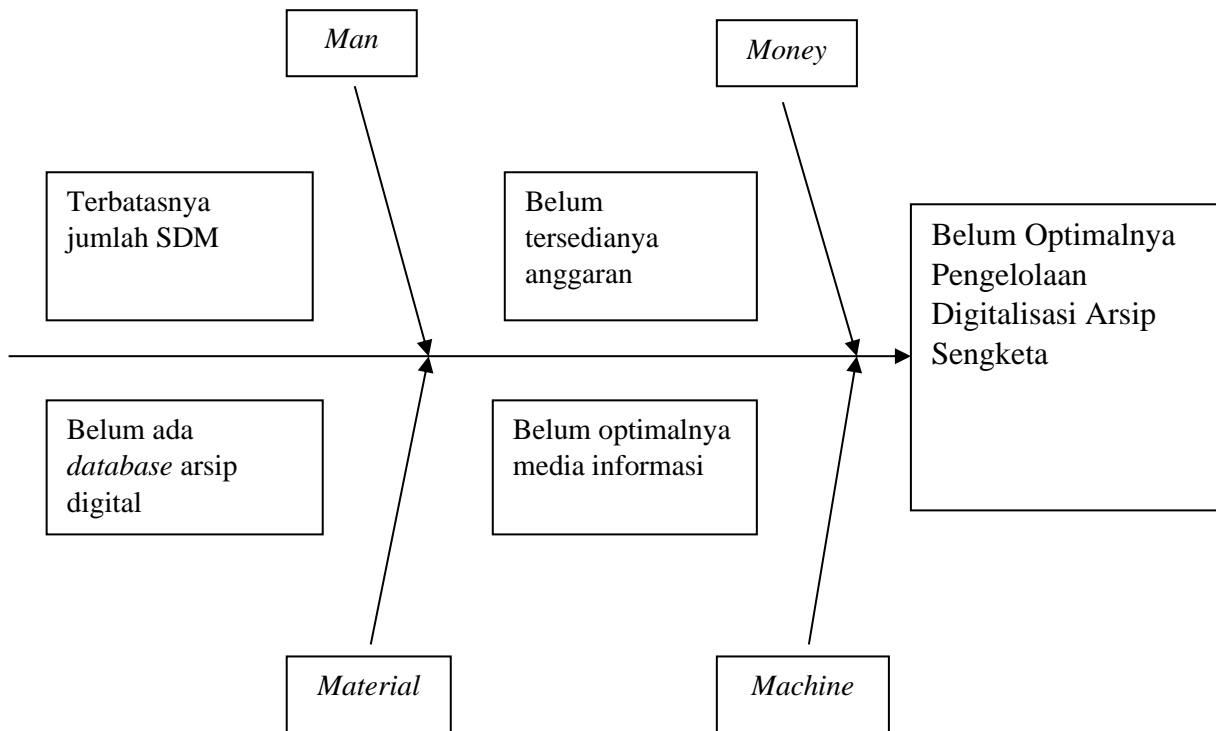 Man
Money
Terbatasnya
jumlah SDM
Belum
tersedianya
anggaran
Belum Optimalnya
Pengelolaan
Digitalisasi Arsip
Sengketa
Belum ada
database arsip
digital
Belum optimalnya
media informasi
Material
Machine